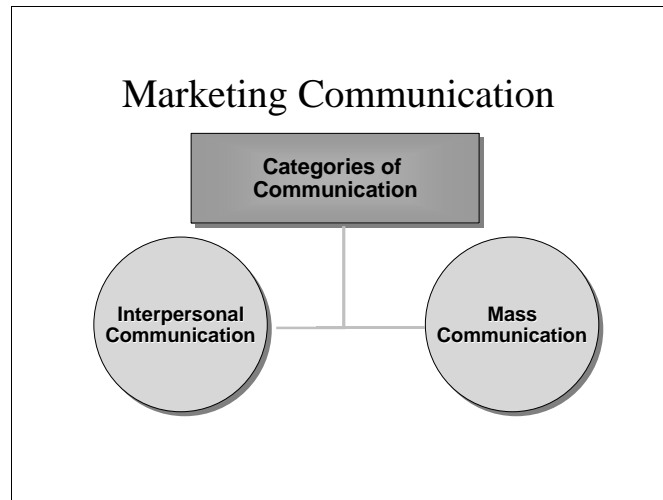 Marketing Communication
Categories of
Communication
Interpersonal
Communication
Mass
Communication